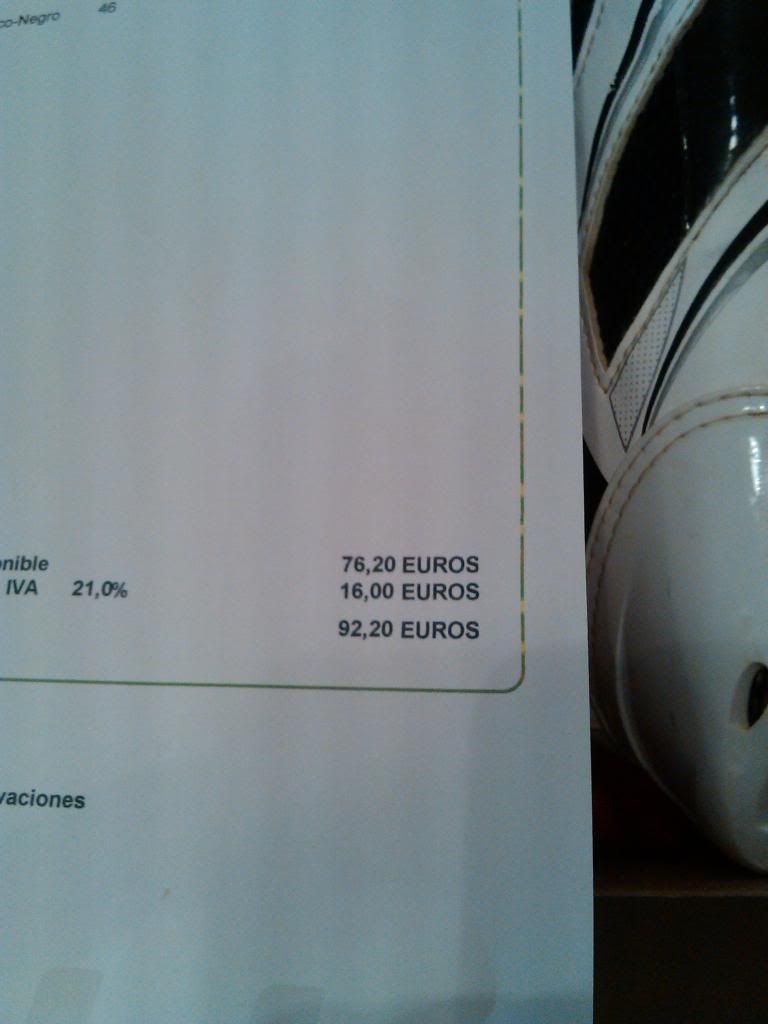 co-Negro 46
onible 76,20 EUROS
IVA 21,0% 16,00 EUROS
92,20 EUROS
vaciones